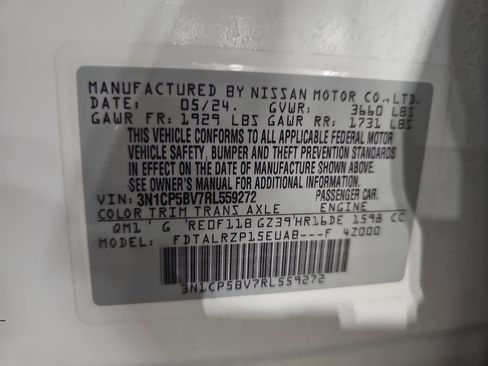 MANUFACTURED BY NISSAN MOTOR CO.,LTD.
DATE: 05/24. GVWR: 3660 LBS
GAWR FR: 1929 LBS GAWR RR: 1731 LBS
THIS VEHICLE CONFORMS TO ALL APPLICABLE FEDERAL MOTOR
VEHICLE SAFETY, BUMPER AND THEFT PREVENTION STANDARDS
IN EFFECT ON THE DATE OF MANUFACTURE SHOWN ABOVE.
SEE OWNER'S MANUAL FOR ADDITIONAL INFORMATION.
VIN: 3N1CP5BV7RL559272 PASSENGER CAR.
COLOR TRIM TRANS AXLE ENGINE
QM1 G RE0F11B GZ39 HR16DE 1598 CC
MODEL: FDTALRZP15EUAB---F 4Z000
3N1CP5BV7RL559272